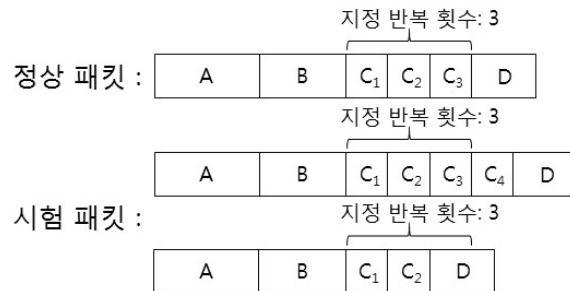 지정 반복 횟수: 3
정상 패킷 : A B C₁ C₂ C₃ D
지정 반복 횟수: 3
A B C₁ C₂ C₃ C₄ D
시험 패킷 : 지정 반복 횟수: 3
A B C₁ C₂ D